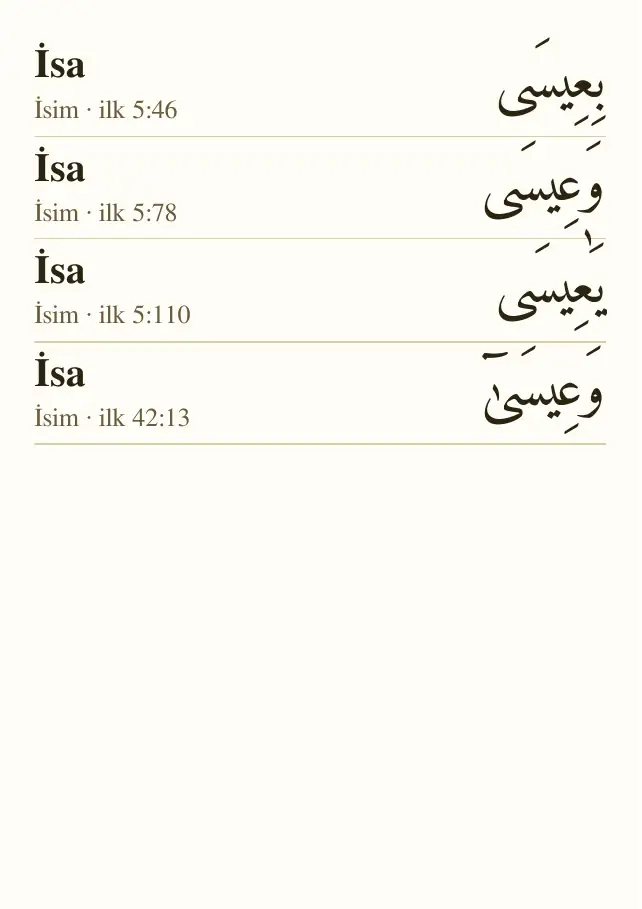 İsa
بِعِيسَى
İsim · ilk 5:46
İsa
وَعِيسَى
İsim · ilk 5:78
İsa
يَٰعِيسَى
İsim · ilk 5:110
İsa
وَعِيسَىٰٓ
İsim · ilk 42:13